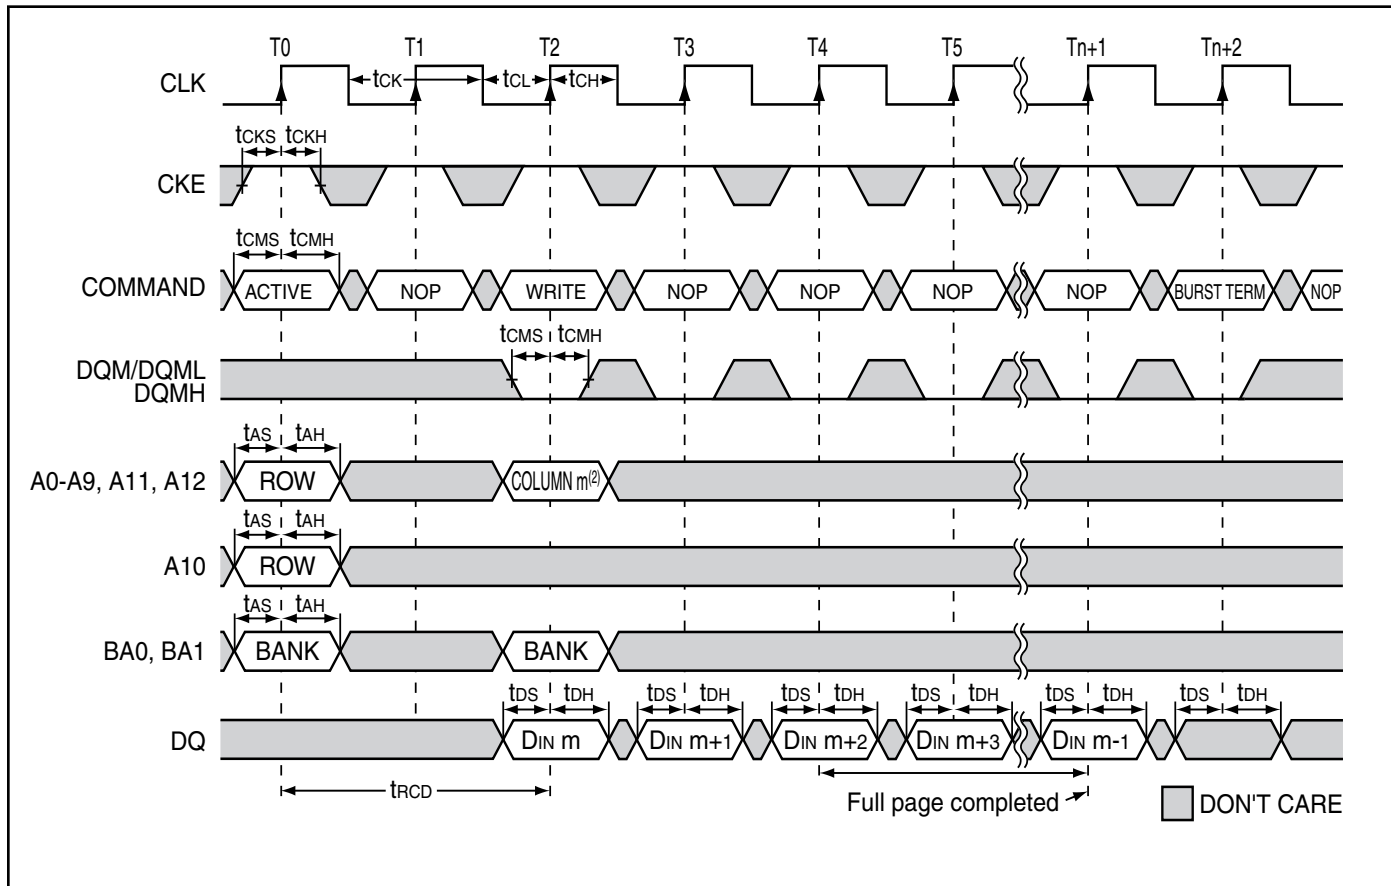 T0 T1 T2 T3 T4 T5 Tn+1 Tn+2
CLK tCK tCL tCH
tCKS tCKH
CKE
tCMS tCMH
COMMAND ACTIVE NOP WRITE NOP NOP NOP NOP BURST TERM NOP
tCMS tCMH
DQM/DQML
DQMH
tAS tAH
A0-A9, A11, A12 ROW COLUMN m(2)
tAS tAH
A10 ROW
tAS tAH
BA0, BA1 BANK BANK
tDS tDH tDS tDH tDS tDH tDS tDH tDS tDH tDS tDH
DQ DIN m DIN m+1 DIN m+2 DIN m+3 DIN m-1
tRCD
Full page completed
DON'T CARE